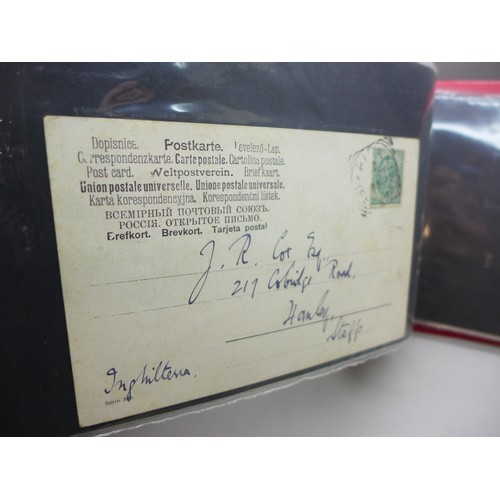 Dopisnice. Postkarte. Levelező-Lap.
Correspondenzkarte. Carte postale. Cartolina postale.
Post card. Weltpostverein. Briefkaart.
Union postale universelle. Unione postale universale.
Karta korespondencyjna. Korespondenční lístek.
ВСЕМІРНЫЙ ПОЧТОВЫЙ СОЮЗЪ.
РОССІЯ. ОТКРЫТОЕ ПИСЬМО.
Brefkort. Brevkort. Tarjeta postal
J. R. Cox Esq.
217 Cobridge Road.
Hanley
Staffs.
Inghilterra.
Serie